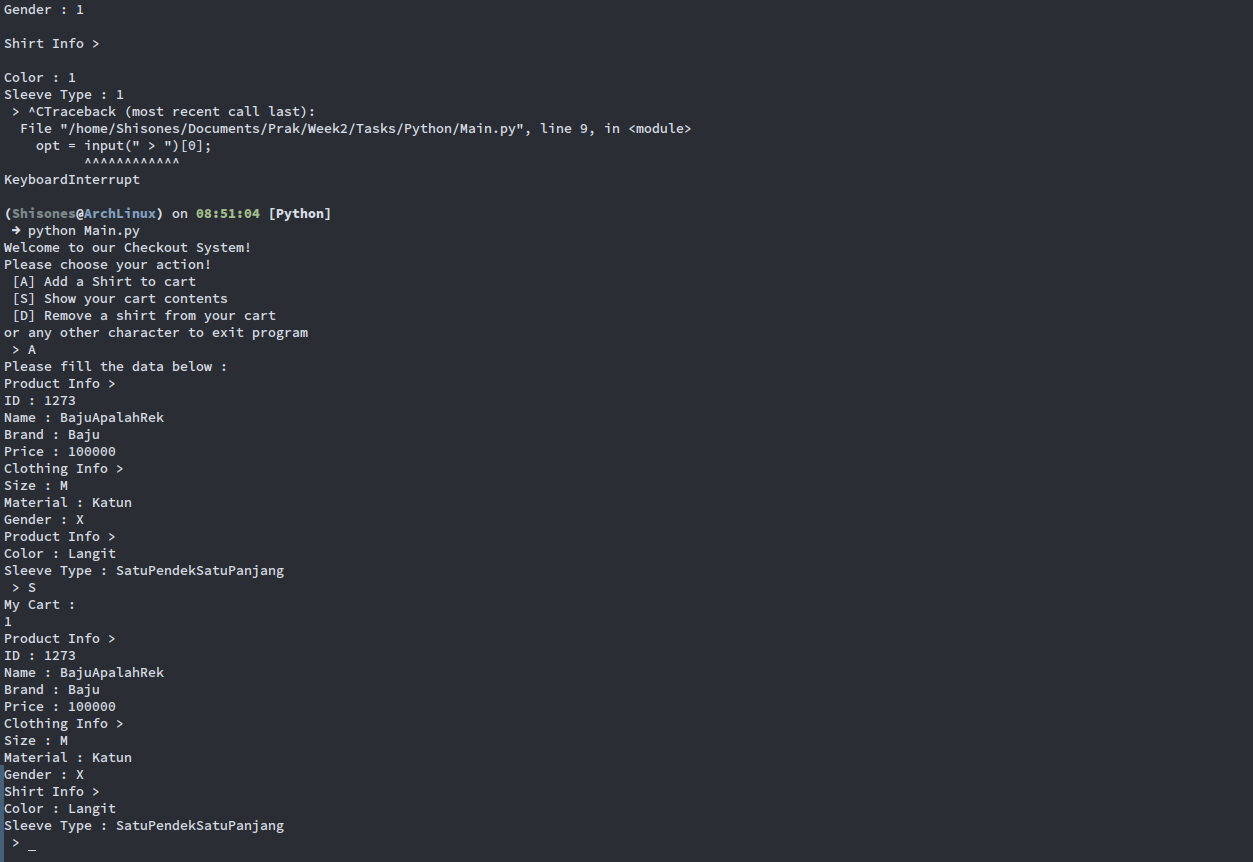 Gender : 1
Shirt Info >
Color : 1
Sleeve Type : 1
 > ^CTraceback (most recent call last):
  File "/home/Shisones/Documents/Prak/Week2/Tasks/Python/Main.py", line 9, in <module>
    opt = input(" > ")[0];
          ^^^^^^^^^^^^
KeyboardInterrupt
(Shisones@ArchLinux) on 08:51:04 [Python]
 → python Main.py
Welcome to our Checkout System!
Please choose your action!
 [A] Add a Shirt to cart
 [S] Show your cart contents
 [D] Remove a shirt from your cart
or any other character to exit program
 > A
Please fill the data below :
Product Info >
ID : 1273
Name : BajuApalahRek
Brand : Baju
Price : 100000
Clothing Info >
Size : M
Material : Katun
Gender : X
Product Info >
Color : Langit
Sleeve Type : SatuPendekSatuPanjang
 > S
My Cart :
1
Product Info >
ID : 1273
Name : BajuApalahRek
Brand : Baju
Price : 100000
Clothing Info >
Size : M
Material : Katun
Gender : X
Shirt Info >
Color : Langit
Sleeve Type : SatuPendekSatuPanjang
 > _